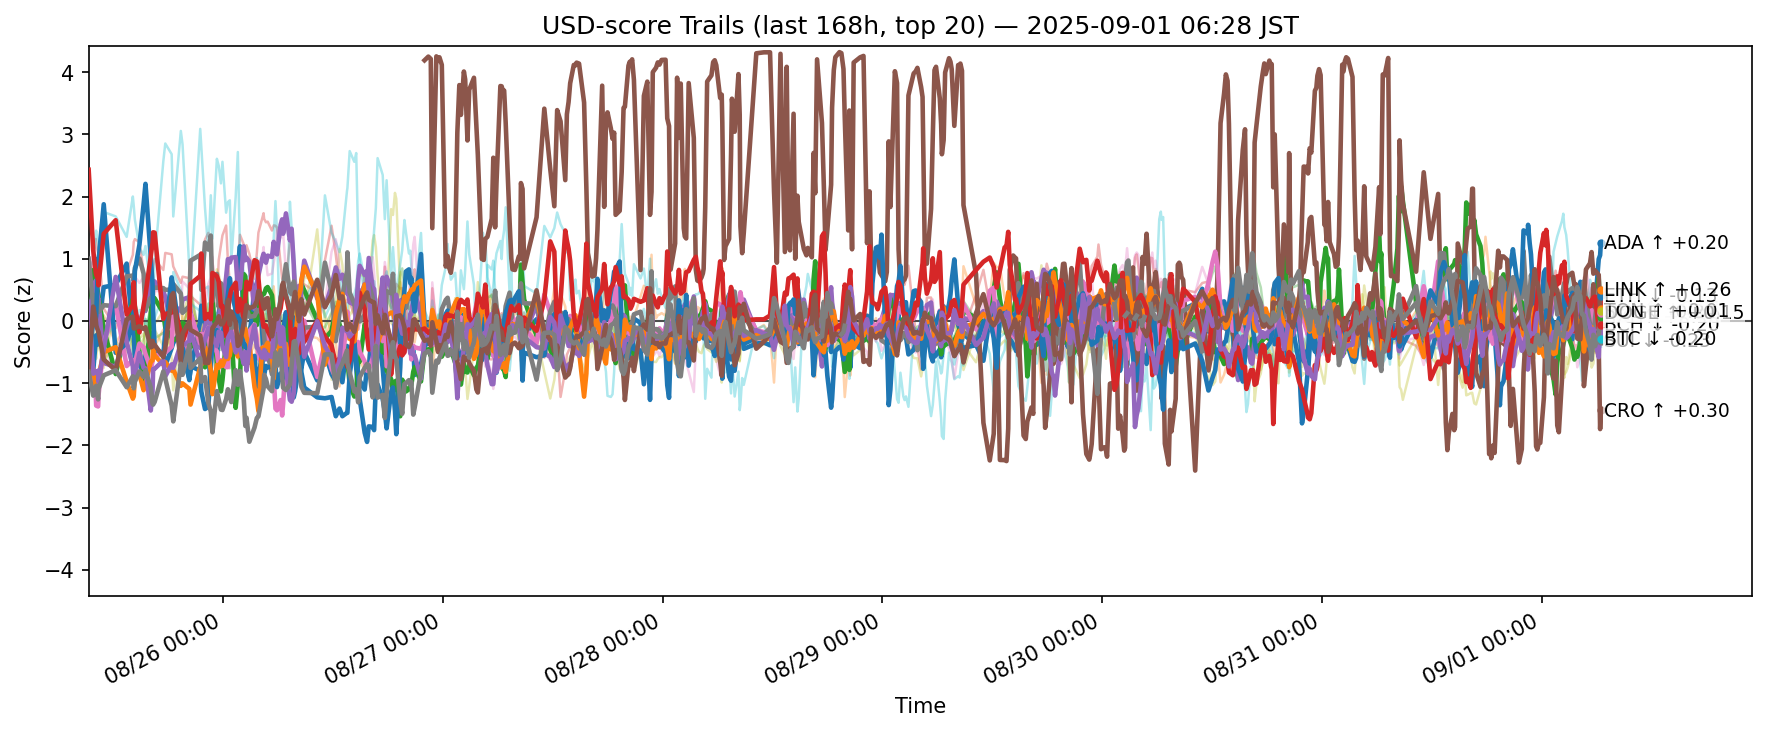 USD-score Trails (last 168h, top 20) — 2025-09-01 06:28 JST
Score (z)
4
3
2
1
0
−1
−2
−3
−4
ADA ↑ +0.20
LINK ↑ +0.26
TON ↑ +0.01
BCH ↓ -0.20
BTC ↓ -0.20
CRO ↑ +0.30
08/26 00:00
08/27 00:00
08/28 00:00
08/29 00:00
08/30 00:00
08/31 00:00
09/01 00:00
Time